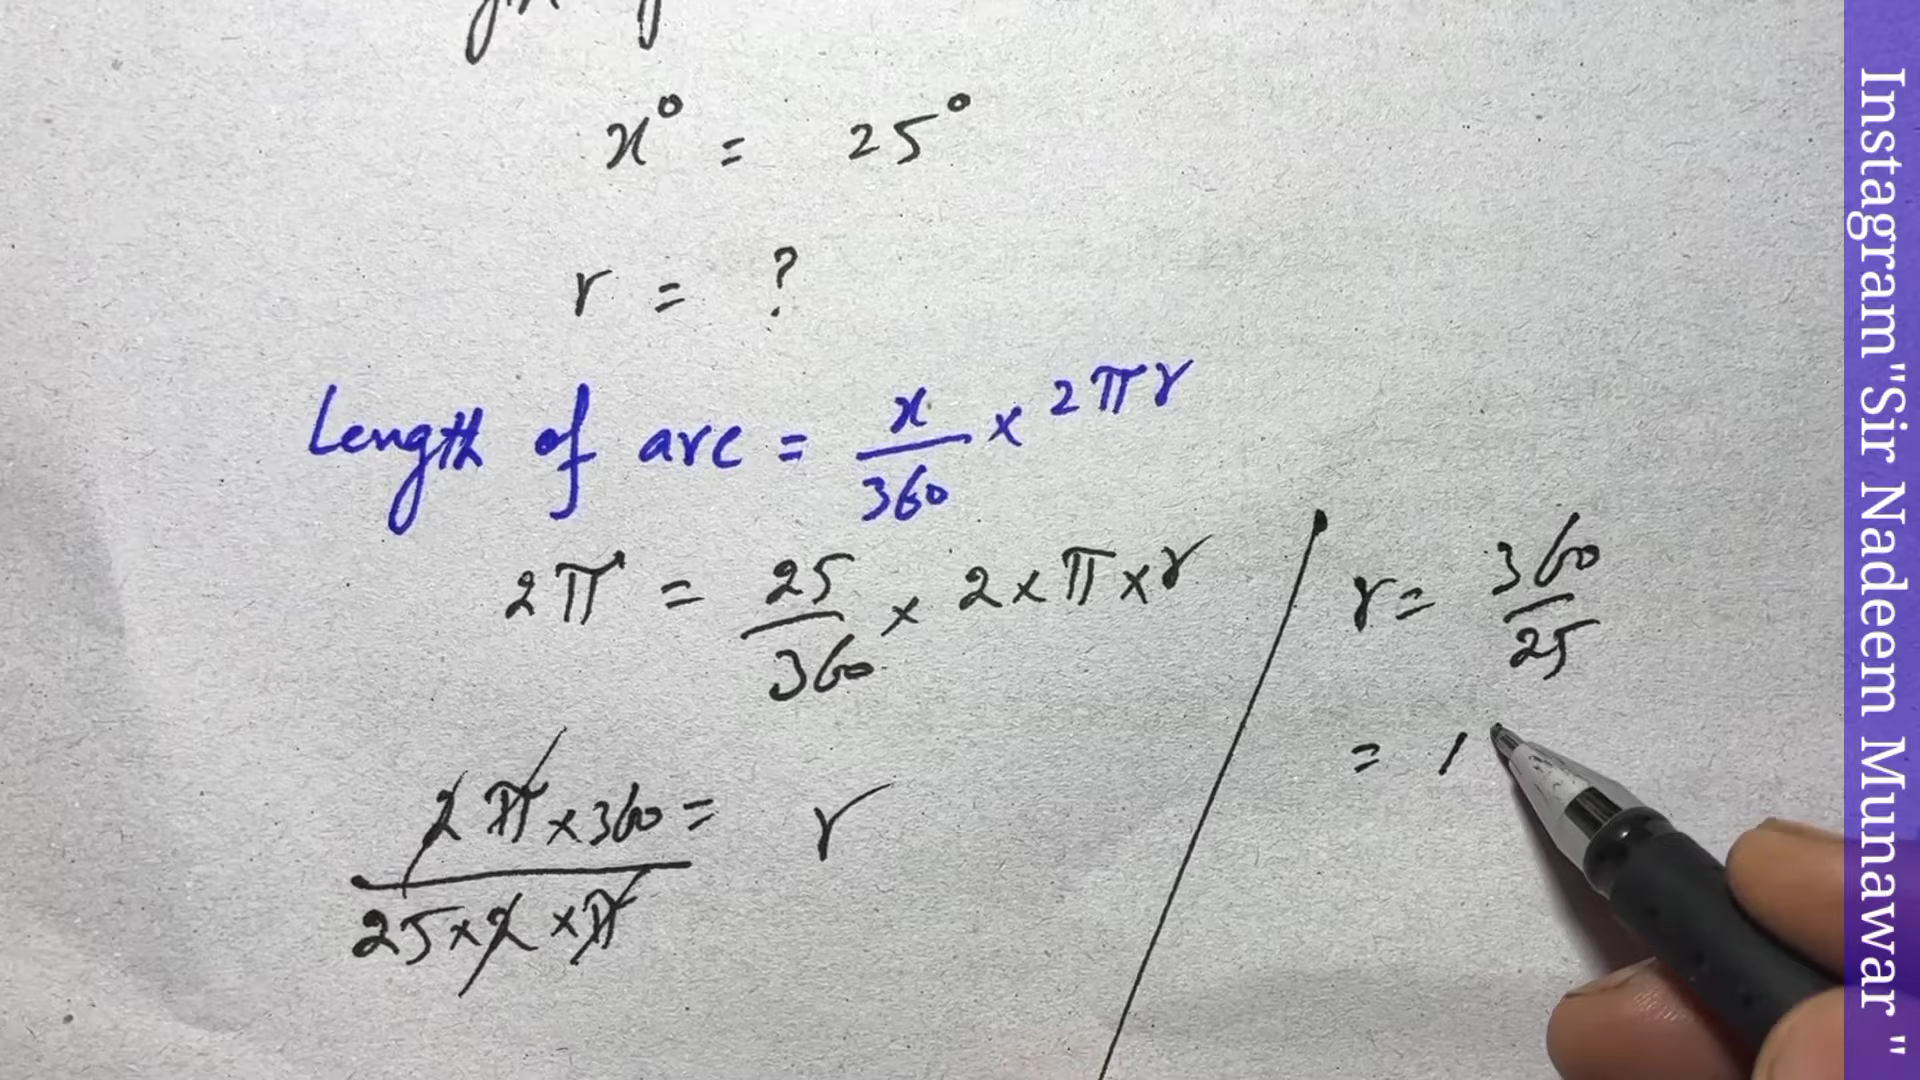 x° = 25°
r = ?
Length of arc = x/360 × 2πr
2π = 25/360 × 2×π×r
2π×360/25×2×π = r
r = 360/25
= 1
Instagram"Sir Nadeem Munawar "